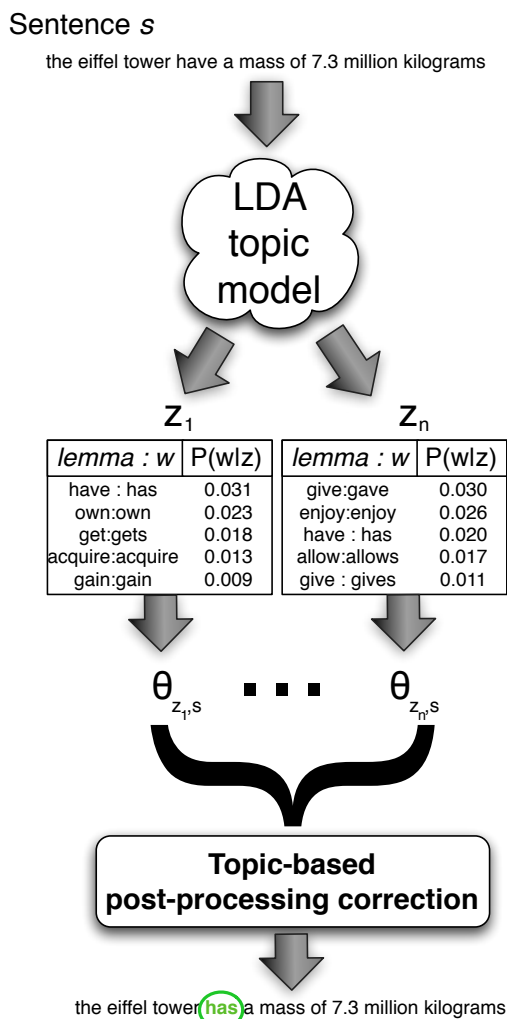 Sentence s
the eiffel tower have a mass of 7.3 million kilograms
LDA
topic
model
z1 zn
lemma : w P(w|z) lemma : w P(w|z)
have : has 0.031 give:gave 0.030
own:own 0.023 enjoy:enjoy 0.026
get:gets 0.018 have : has 0.020
acquire:acquire 0.013 allow:allows 0.017
gain:gain 0.009 give : gives 0.011
θz1,s ... θzn,s
Topic-based
post-processing correction
the eiffel tower has a mass of 7.3 million kilograms